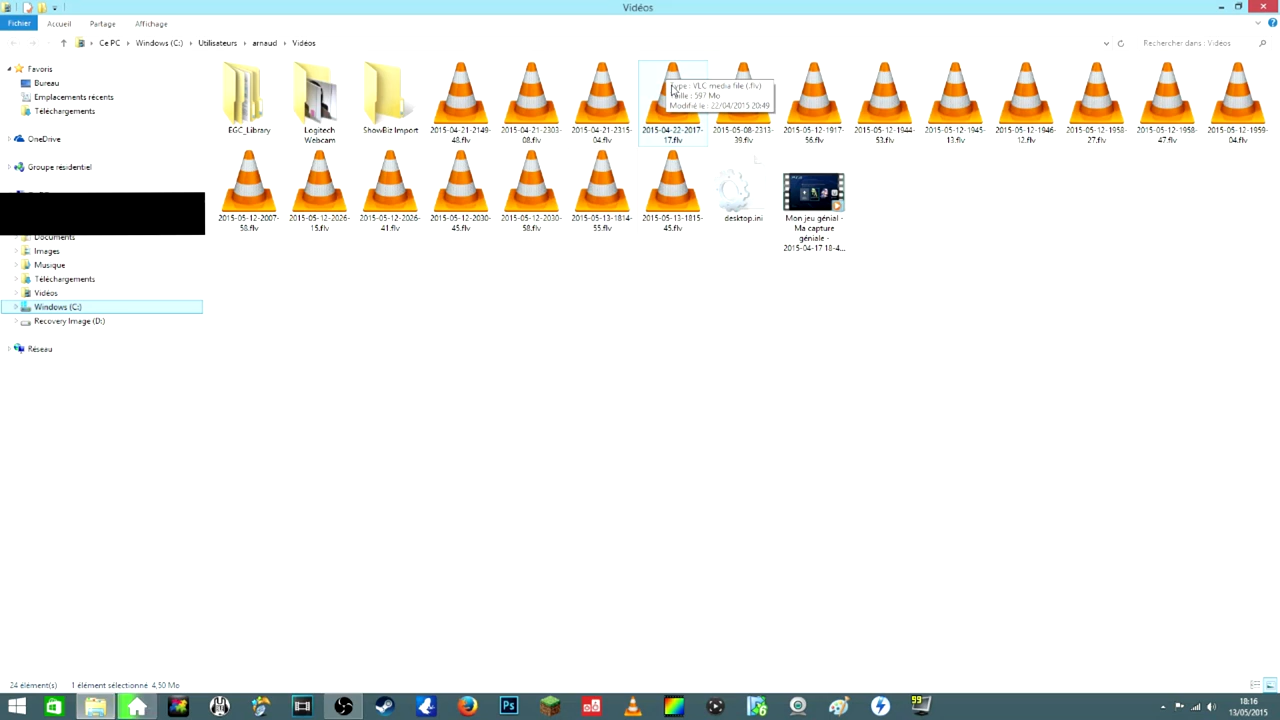 Vidéos
Fichier Accueil Partage Affichage
Ce PC Windows (C:) Utilisateurs arnaud Vidéos
Rechercher dans : Vidéos
Favoris
Bureau
Emplacements récents
Téléchargements
OneDrive
Groupe résidentiel
Documents
Images
Musique
Téléchargements
Vidéos
Windows (C:)
Recovery Image (D:)
Réseau
EGC_Library
Logitech
Webcam
ShowBiz Import
2015-04-21-2149-
48.flv
2015-04-21-2303-
08.flv
2015-04-21-2315-
04.flv
2015-04-22-2017-
17.flv
2015-05-08-2313-
39.flv
2015-05-12-1917-
56.flv
2015-05-12-1944-
53.flv
2015-05-12-1945-
13.flv
2015-05-12-1946-
12.flv
2015-05-12-1958-
27.flv
2015-05-12-1958-
47.flv
2015-05-12-1959-
04.flv
Type : VLC media file (.flv)
Taille : 597 Mo
Modifié le : 22/04/2015 20:49
2015-05-12-2007-
58.flv
2015-05-12-2026-
15.flv
2015-05-12-2026-
41.flv
2015-05-12-2030-
45.flv
2015-05-12-2030-
58.flv
2015-05-13-1814-
55.flv
2015-05-13-1815-
45.flv
desktop.ini
Mon jeu génial -
Ma capture
géniale -
2015-04-17 18-4...
24 élément(s) 1 élément sélectionné 4,50 Mo
Ps
99
18:16
13/05/2015